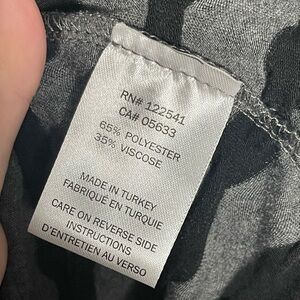 RN# 122541
CA# 05633
65% POLYESTER
35% VISCOSE
MADE IN TURKEY
FABRIQUÉ EN TURQUIE
CARE ON REVERSE SIDE
INSTRUCTIONS
D'ENTRETIEN AU VERSO